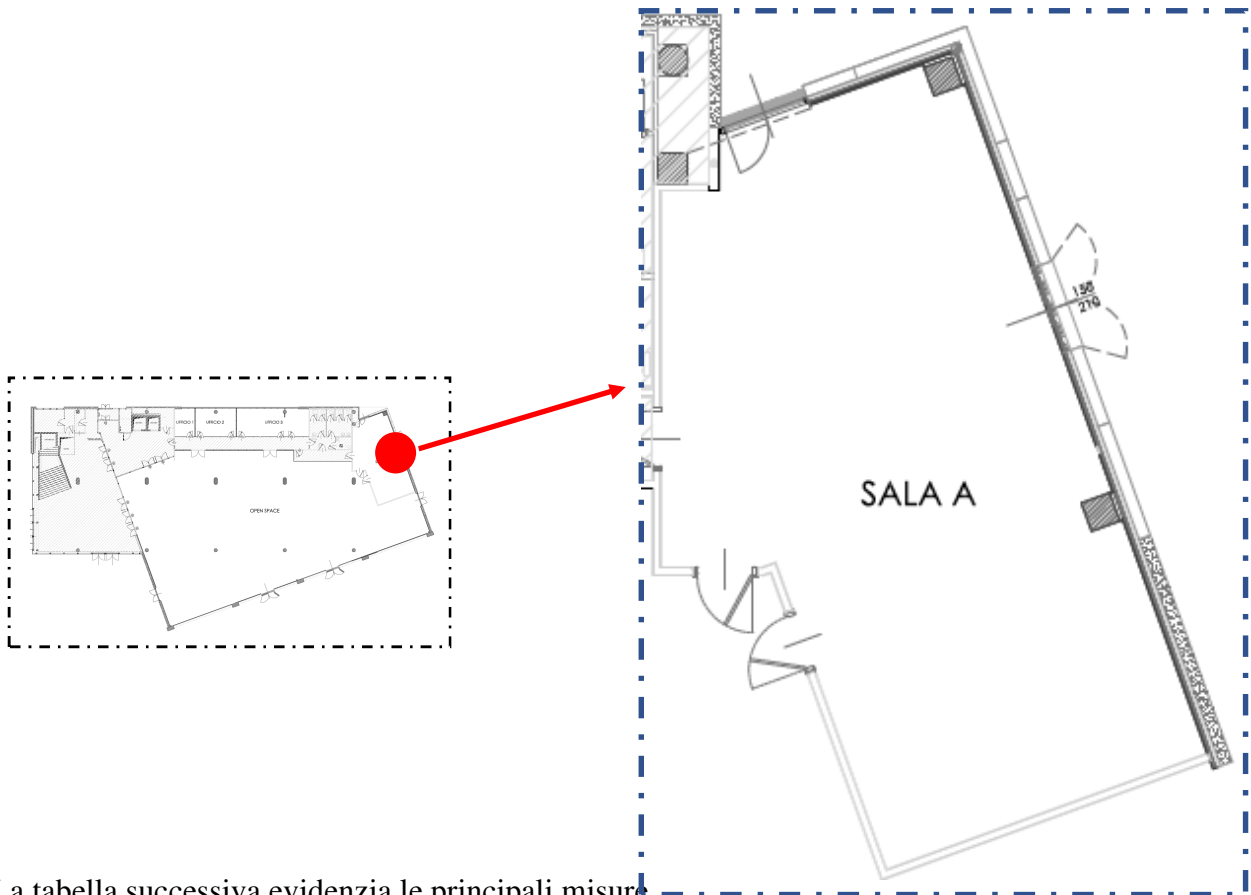 UFFICIO 1
UFFICIO 2
UFFICIO 3
OPEN SPACE
150
210
SALA A
La tabella successiva evidenzia le principali misure